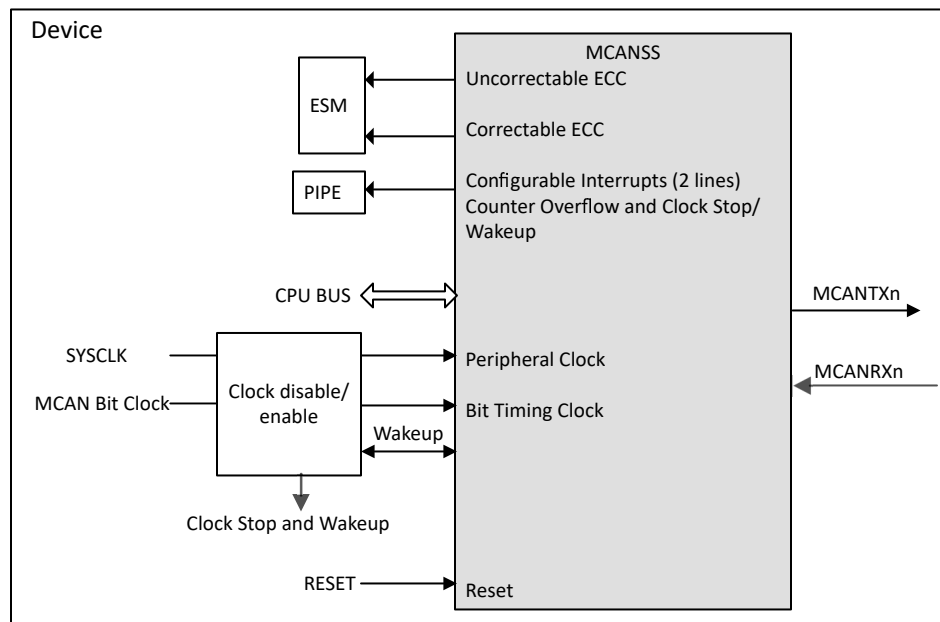 Device
MCANSS
Uncorrectable ECC
ESM
Correctable ECC
Configurable Interrupts (2 lines)
PIPE
Counter Overflow and Clock Stop/
Wakeup
CPU BUS
MCANTXn
SYSCLK
Peripheral Clock
MCANRXn
Clock disable/
enable
MCAN Bit Clock
Bit Timing Clock
Wakeup
Clock Stop and Wakeup
RESET
Reset